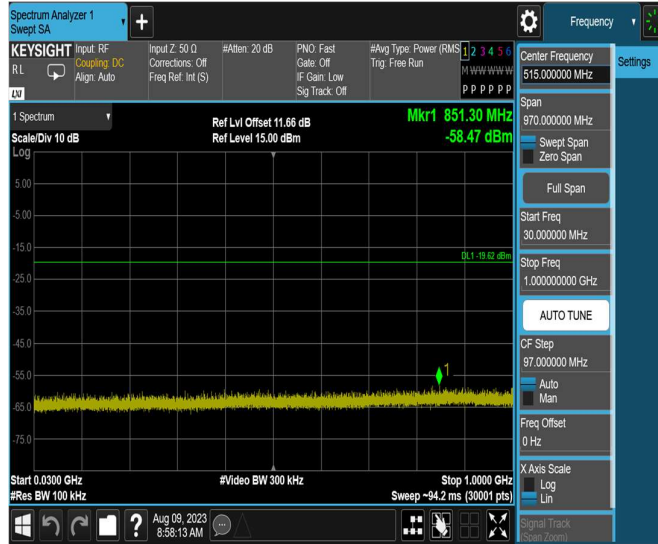 Spectrum Analyzer 1
Swept SA
Frequency
KEYSIGHT
RL
LXI
Input: RF
Coupling: DC
Align: Auto
Input Z: 50 Ω
Corrections: Off
Freq Ref: Int (S)
#Atten: 20 dB
PNO: Fast
Gate: Off
IF Gain: Low
Sig Track: Off
#Avg Type: Power (RMS
Trig: Free Run
1 2 3 4 5 6
M W W W W W
P P P P P P
Center Frequency
515.000000 MHz
Settings
Span
970.000000 MHz
Swept Span
Zero Span
Full Span
Start Freq
30.000000 MHz
Stop Freq
1.000000000 GHz
AUTO TUNE
CF Step
97.000000 MHz
Auto
Man
Freq Offset
0 Hz
X Axis Scale
Log
Lin
Signal Track
(Span Zoom)
1 Spectrum
Scale/Div 10 dB
Ref Lvl Offset 11.66 dB
Ref Level 15.00 dBm
Mkr1 851.30 MHz
-58.47 dBm
Log
5.00
-5.00
-15.0
-25.0
-35.0
-45.0
-55.0
-65.0
-75.0
DL1 -19.62 dBm
1
Start 0.0300 GHz
#Res BW 100 kHz
#Video BW 300 kHz
Stop 1.0000 GHz
Sweep ~94.2 ms (30001 pts)
?
Aug 09, 2023
8:58:13 AM